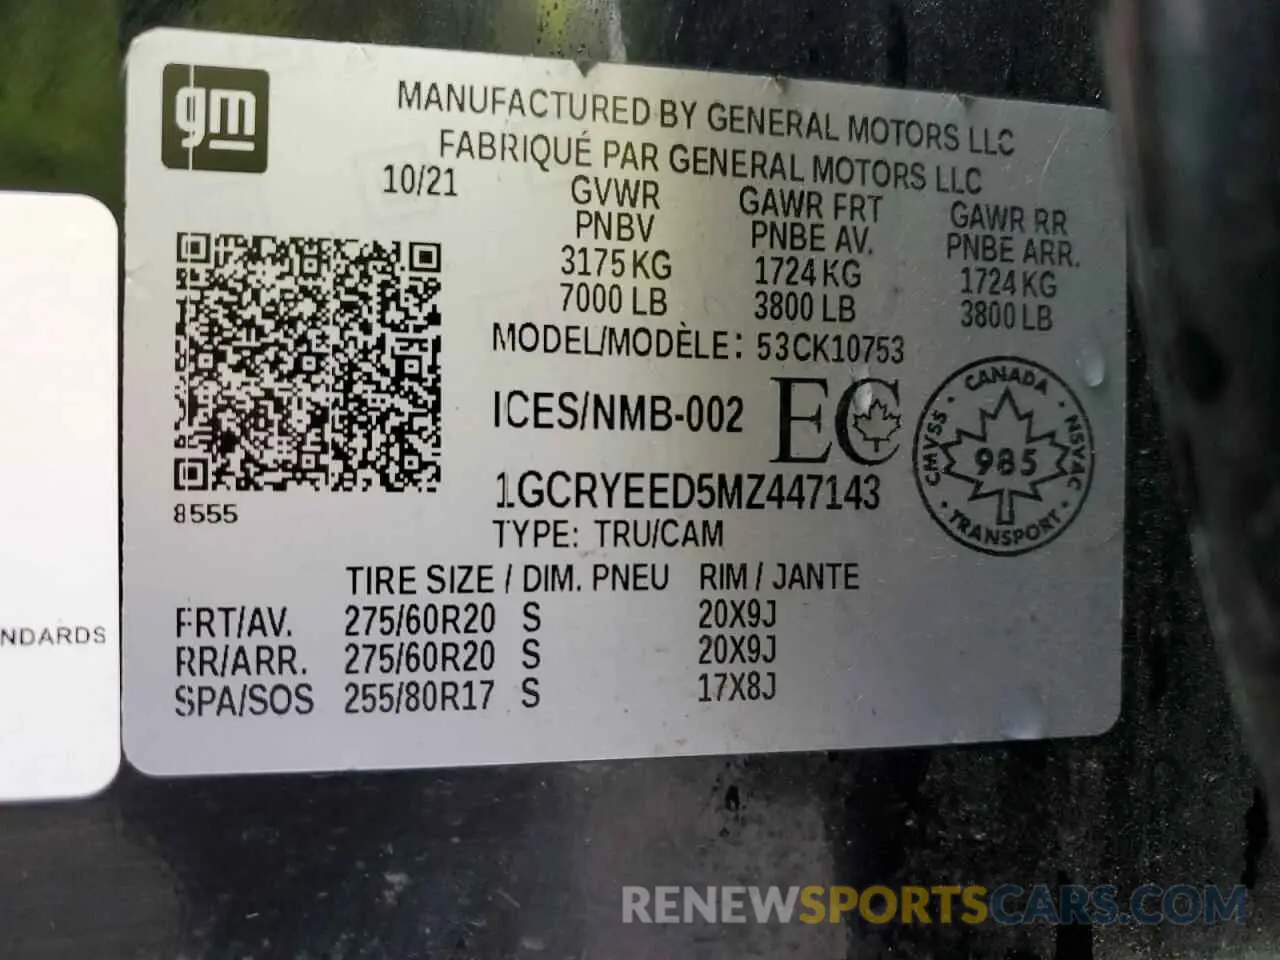 gm
MANUFACTURED BY GENERAL MOTORS LLC
FABRIQUÉ PAR GENERAL MOTORS LLC
10/21
GVWR GAWR FRT GAWR RR
PNBV PNBE AV. PNBE ARR.
3175 KG 1724 KG 1724 KG
7000 LB 3800 LB 3800 LB
MODEL/MODÈLE: 53CK10753
ICES/NMB-002 EC
1GCRYEED5MZ447143
CANADA
CMVSS · NSVAC
985
TRANSPORT
8555
TYPE: TRU/CAM
TIRE SIZE / DIM. PNEU RIM / JANTE
FRT/AV. 275/60R20 S 20X9J
RR/ARR. 275/60R20 S 20X9J
SPA/SOS 255/80R17 S 17X8J
NDARDS
RENEWSPORTSCARS.COM